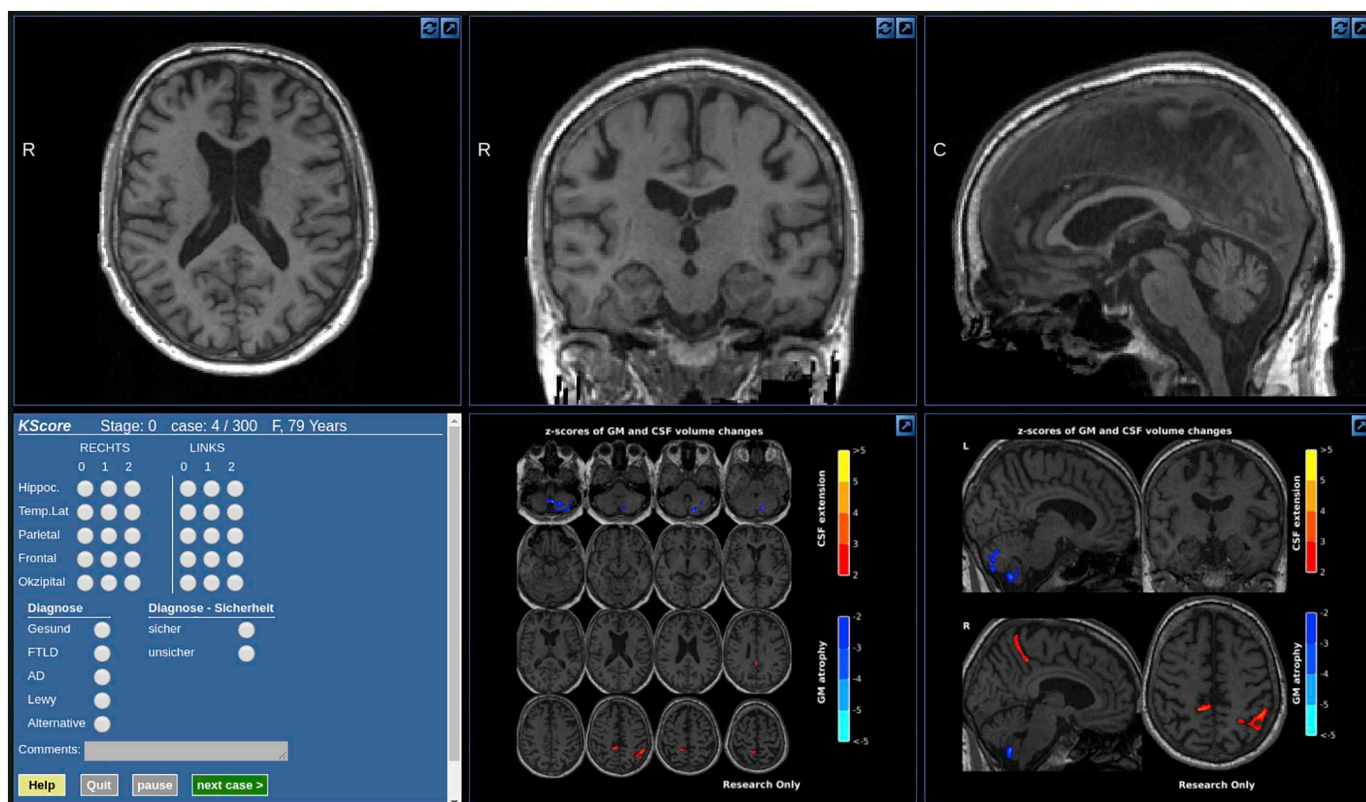 R
R
C
KScore Stage: 0 case: 4 / 300 F, 79 Years
RECHTS LINKS
0 1 2 0 1 2
Hippoc.
Temp.Lat
Parietal
Frontal
Okzipital
Diagnose Diagnose - Sicherheit
Gesund sicher
FTLD unsicher
AD
Lewy
Alternative
Comments:
Help Quit pause next case >
z-scores of GM and CSF volume changes
>5
5
4
3
2
CSF extension
-2
-3
-4
-5
<-5
GM atrophy
Research Only
z-scores of GM and CSF volume changes
L
>5
5
4
3
2
CSF extension
R
-2
-3
-4
-5
<-5
GM atrophy
Research Only